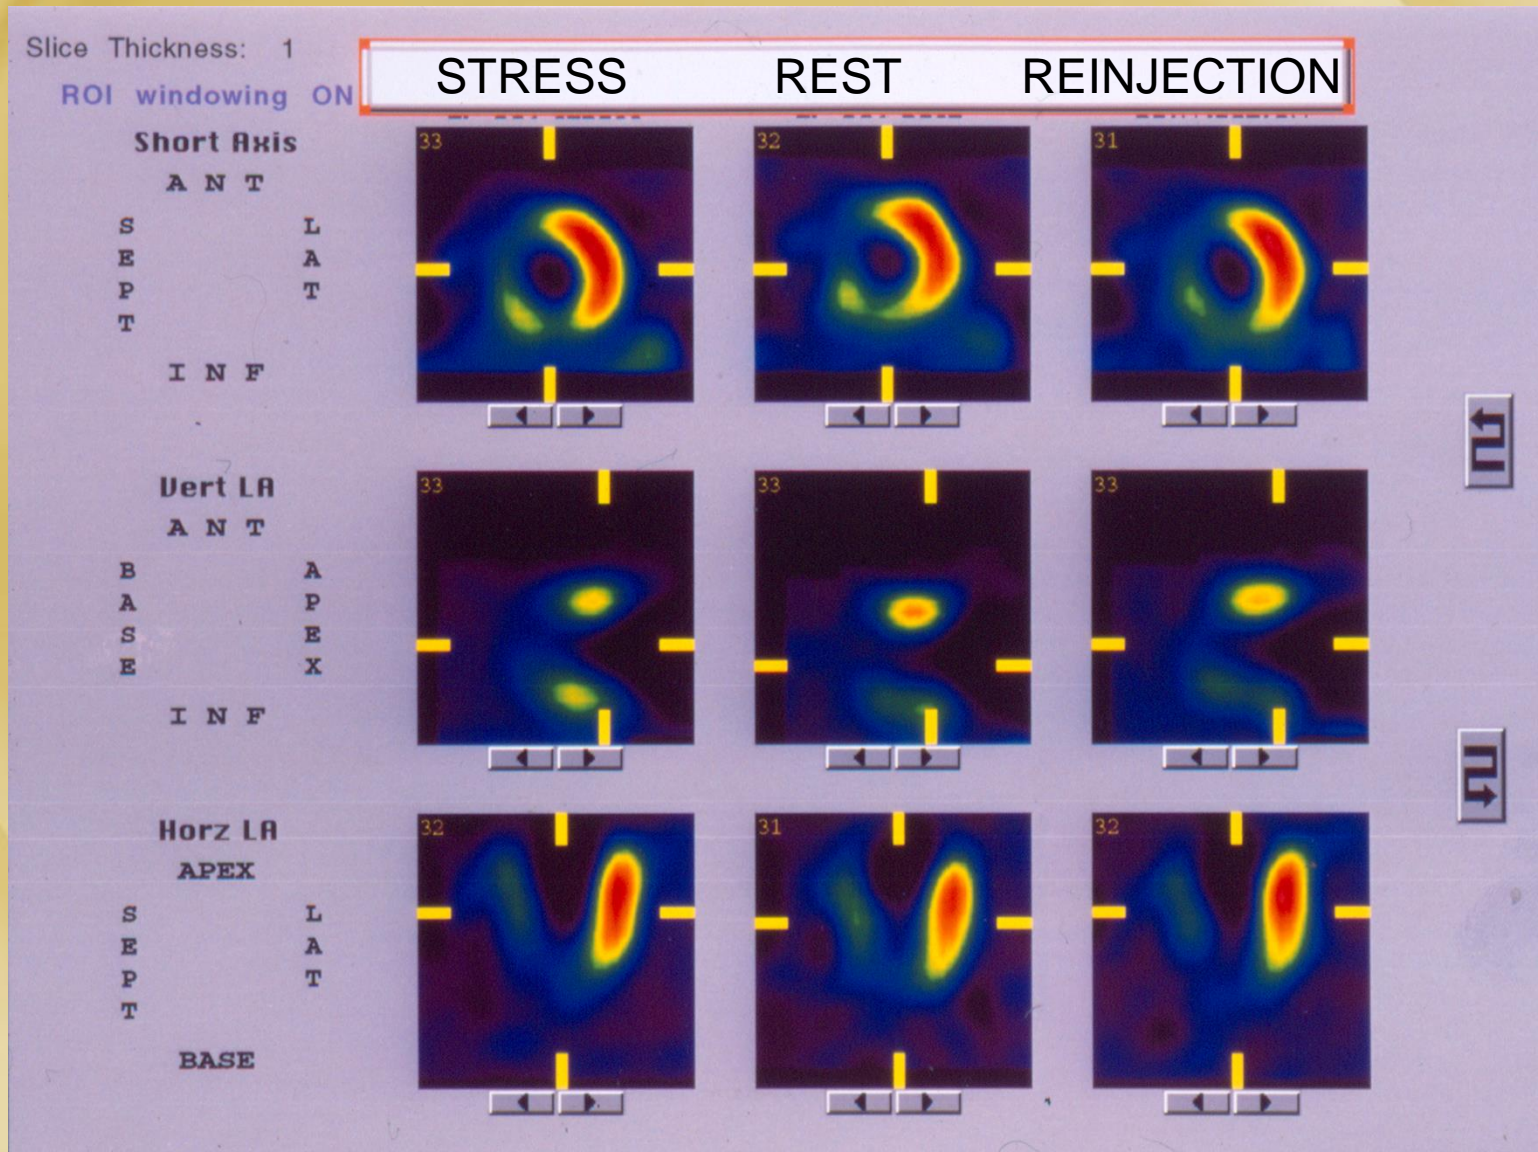 Slice Thickness: 1
ROI windowing ON
STRESS REST REINJECTION
Short Axis
ANT
SEPT
LAT
INF
33
32
31
Vert LA
ANT
BASE
APEX
INF
33
33
33
Horz LA
APEX
SEPT
LAT
BASE
32
31
32